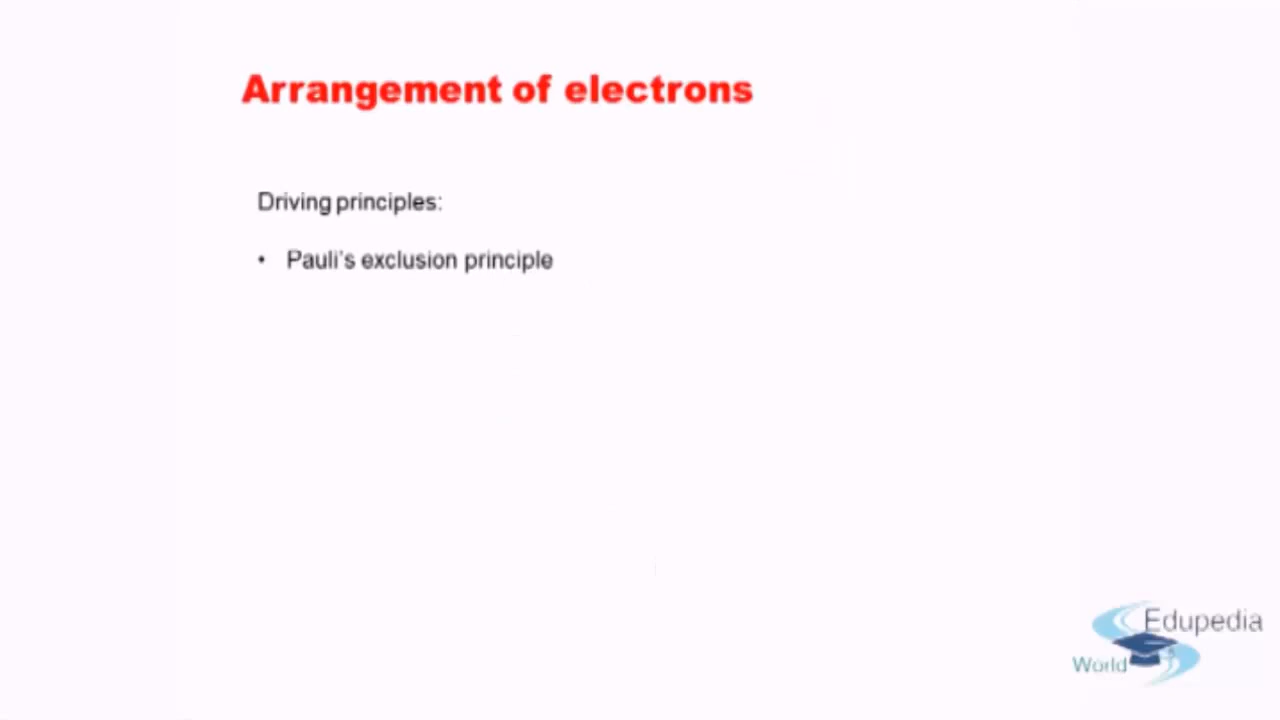 Arrangement of electrons
Driving principles:
• Pauli's exclusion principle
Edupedia
World